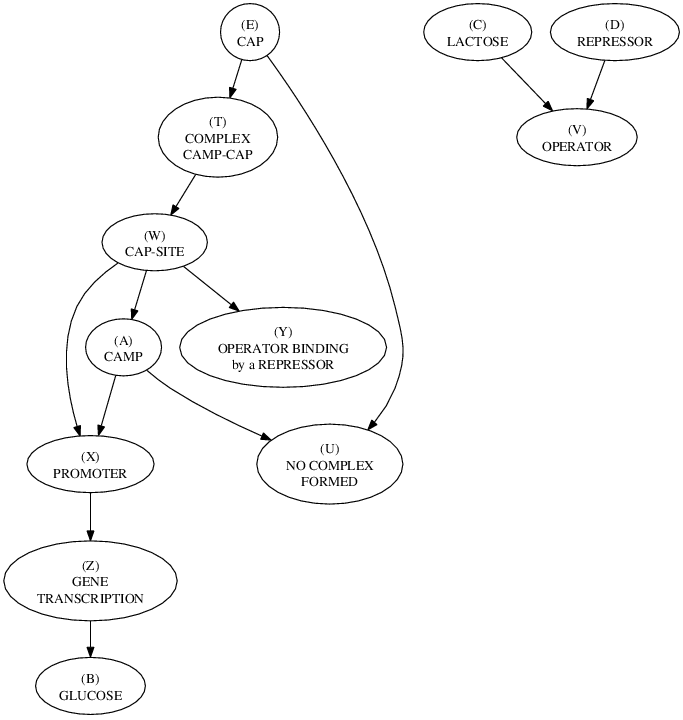 (E)
CAP
(C)
LACTOSE
(D)
REPRESSOR
(T)
COMPLEX
CAMP-CAP
(V)
OPERATOR
(W)
CAP-SITE
(A)
CAMP
(Y)
OPERATOR BINDING
by a REPRESSOR
(X)
PROMOTER
(U)
NO COMPLEX
FORMED
(Z)
GENE
TRANSCRIPTION
(B)
GLUCOSE